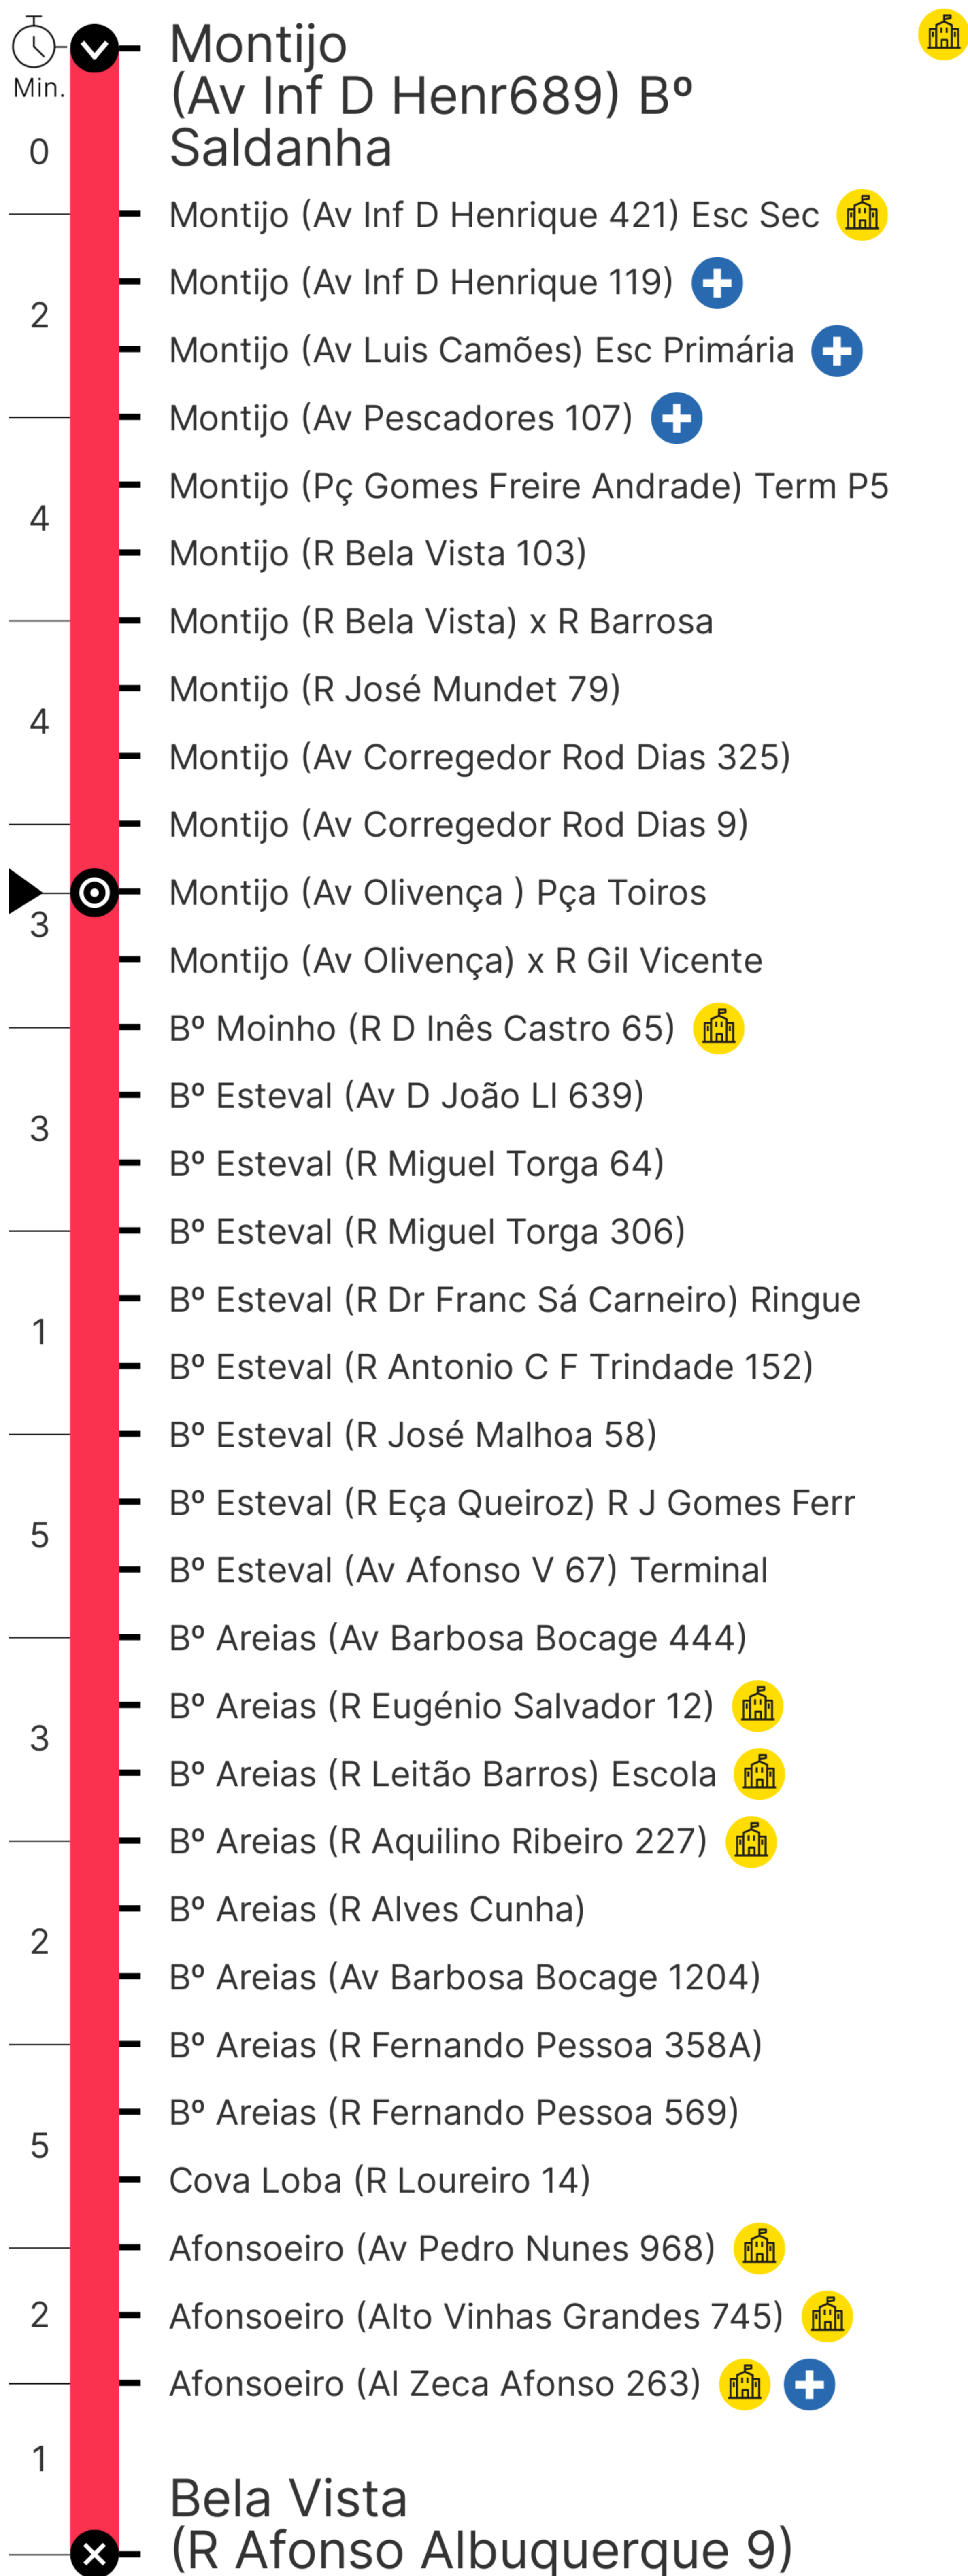 Montijo
Min.
(Av Inf D Henr689) Bº
0
Saldanha
Montijo (Av Inf D Henrique 421) Esc Sec
Montijo (Av Inf D Henrique 119)
2
Montijo (Av Luis Camões) Esc Primária
Montijo (Av Pescadores 107)
Montijo (Pç Gomes Freire Andrade) Term P5
4
Montijo (R Bela Vista 103)
Montijo (R Bela Vista) x R Barrosa
Montijo (R José Mundet 79)
4
Montijo (Av Corregedor Rod Dias 325)
Montijo (Av Corregedor Rod Dias 9)
Montijo (Av Olivença ) Pça Toiros
3
Montijo (Av Olivença) x R Gil Vicente
Bº Moinho (R D Inês Castro 65)
Bº Esteval (Av D João Ll 639)
3
Bº Esteval (R Miguel Torga 64)
Bº Esteval (R Miguel Torga 306)
Bº Esteval (R Dr Franc Sá Carneiro) Ringue
1
Bº Esteval (R Antonio C F Trindade 152)
Bº Esteval (R José Malhoa 58)
Bº Esteval (R Eça Queiroz) R J Gomes Ferr
5
Bº Esteval (Av Afonso V 67) Terminal
Bº Areias (Av Barbosa Bocage 444)
Bº Areias (R Eugénio Salvador 12)
3
Bº Areias (R Leitão Barros) Escola
Bº Areias (R Aquilino Ribeiro 227)
Bº Areias (R Alves Cunha)
2
Bº Areias (Av Barbosa Bocage 1204)
Bº Areias (R Fernando Pessoa 358A)
Bº Areias (R Fernando Pessoa 569)
5
Cova Loba (R Loureiro 14)
Afonsoeiro (Av Pedro Nunes 968)
2
Afonsoeiro (Alto Vinhas Grandes 745)
Afonsoeiro (Al Zeca Afonso 263)
1
Bela Vista
(R Afonso Albuquerque 9)